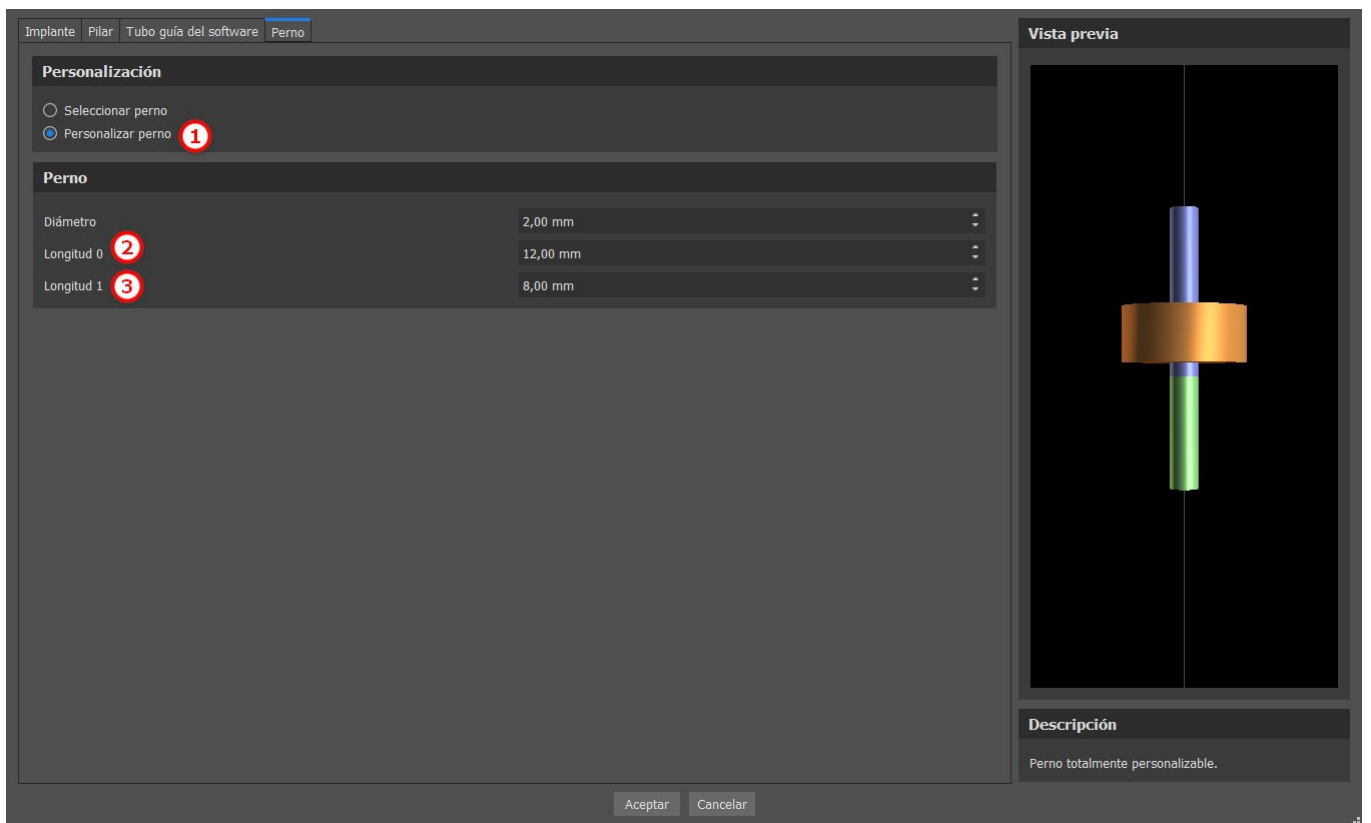 Implante Pilar Tubo guía del software Perno
Personalización
Seleccionar perno
Personalizar perno 1
Perno
Diámetro 2,00 mm
Longitud 0 2 12,00 mm
Longitud 1 3 8,00 mm
Vista previa
Descripción
Perno totalmente personalizable.
Aceptar Cancelar